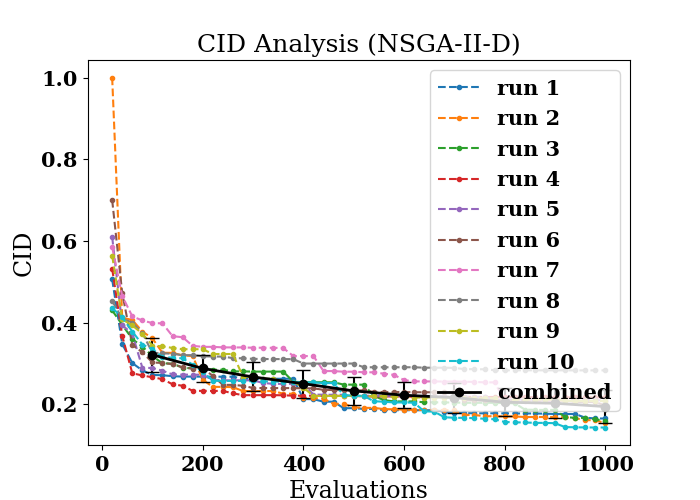 CID Analysis (NSGA-II-D)
CID
1.0
0.8
0.6
0.4
0.2
0
200
400
600
800
1000
Evaluations
run 1
run 2
run 3
run 4
run 5
run 6
run 7
run 8
run 9
run 10
combined